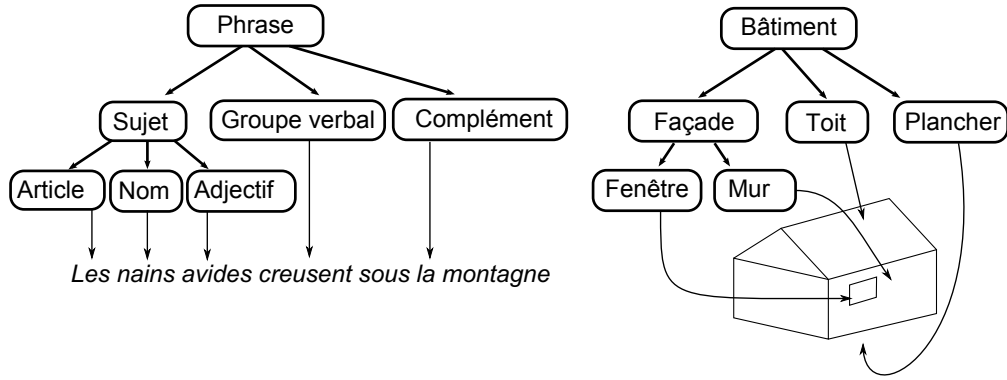 Phrase
Sujet
Groupe verbal
Complément
Article
Nom
Adjectif
Les nains avides creusent sous la montagne
Bâtiment
Façade
Toit
Plancher
Fenêtre
Mur